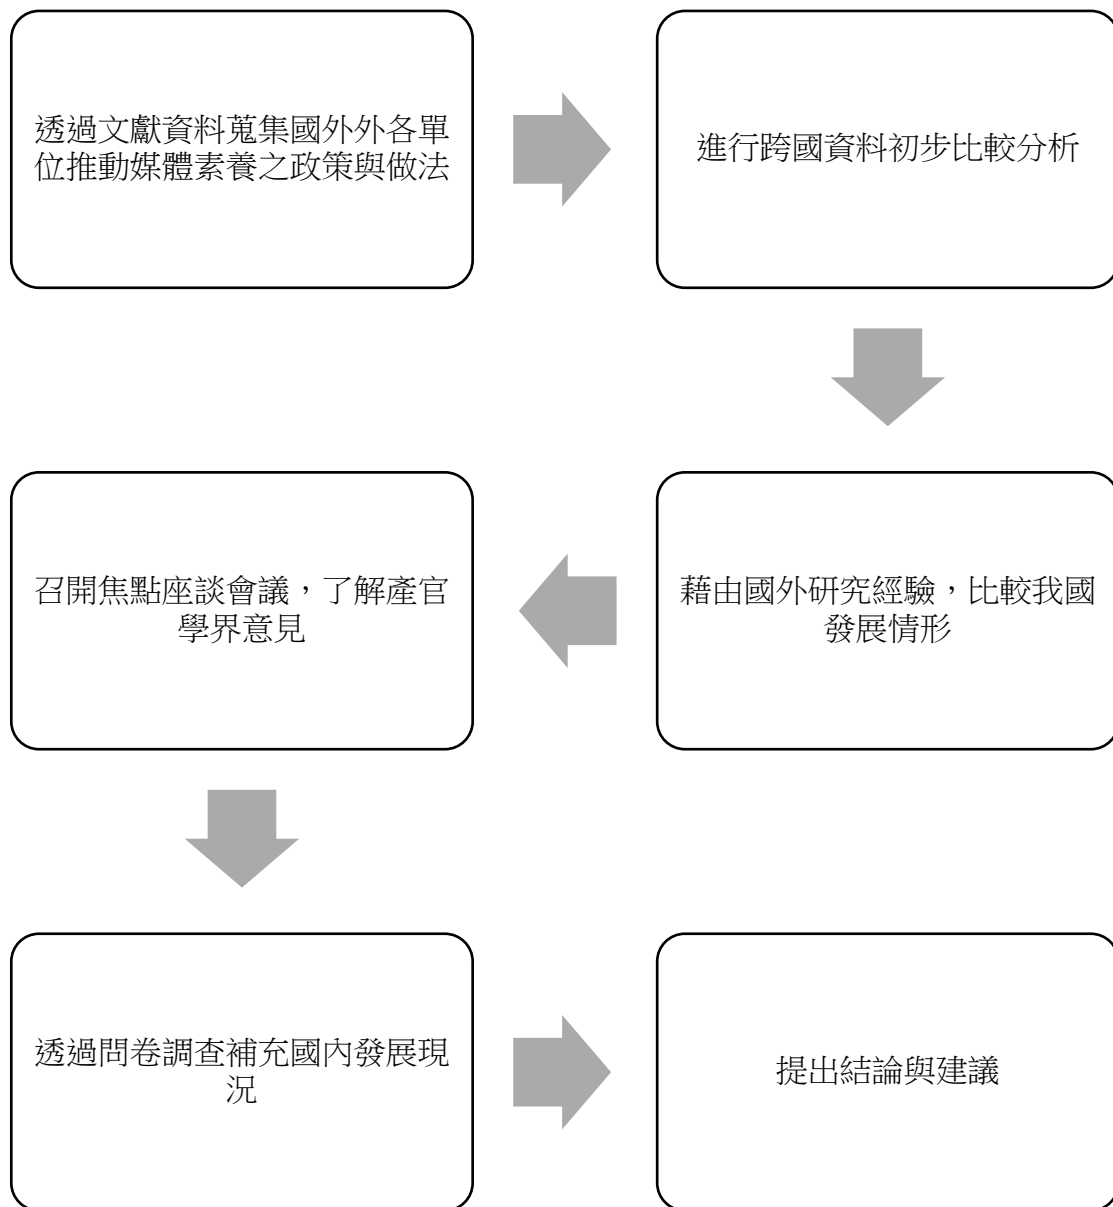 透過文獻資料蒐集國外外各單
位推動媒體素養之政策與做法
進行跨國資料初步比較分析
藉由國外研究經驗，比較我國
發展情形
召開焦點座談會議，了解產官
學界意見
透過問卷調查補充國內發展現
況
提出結論與建議